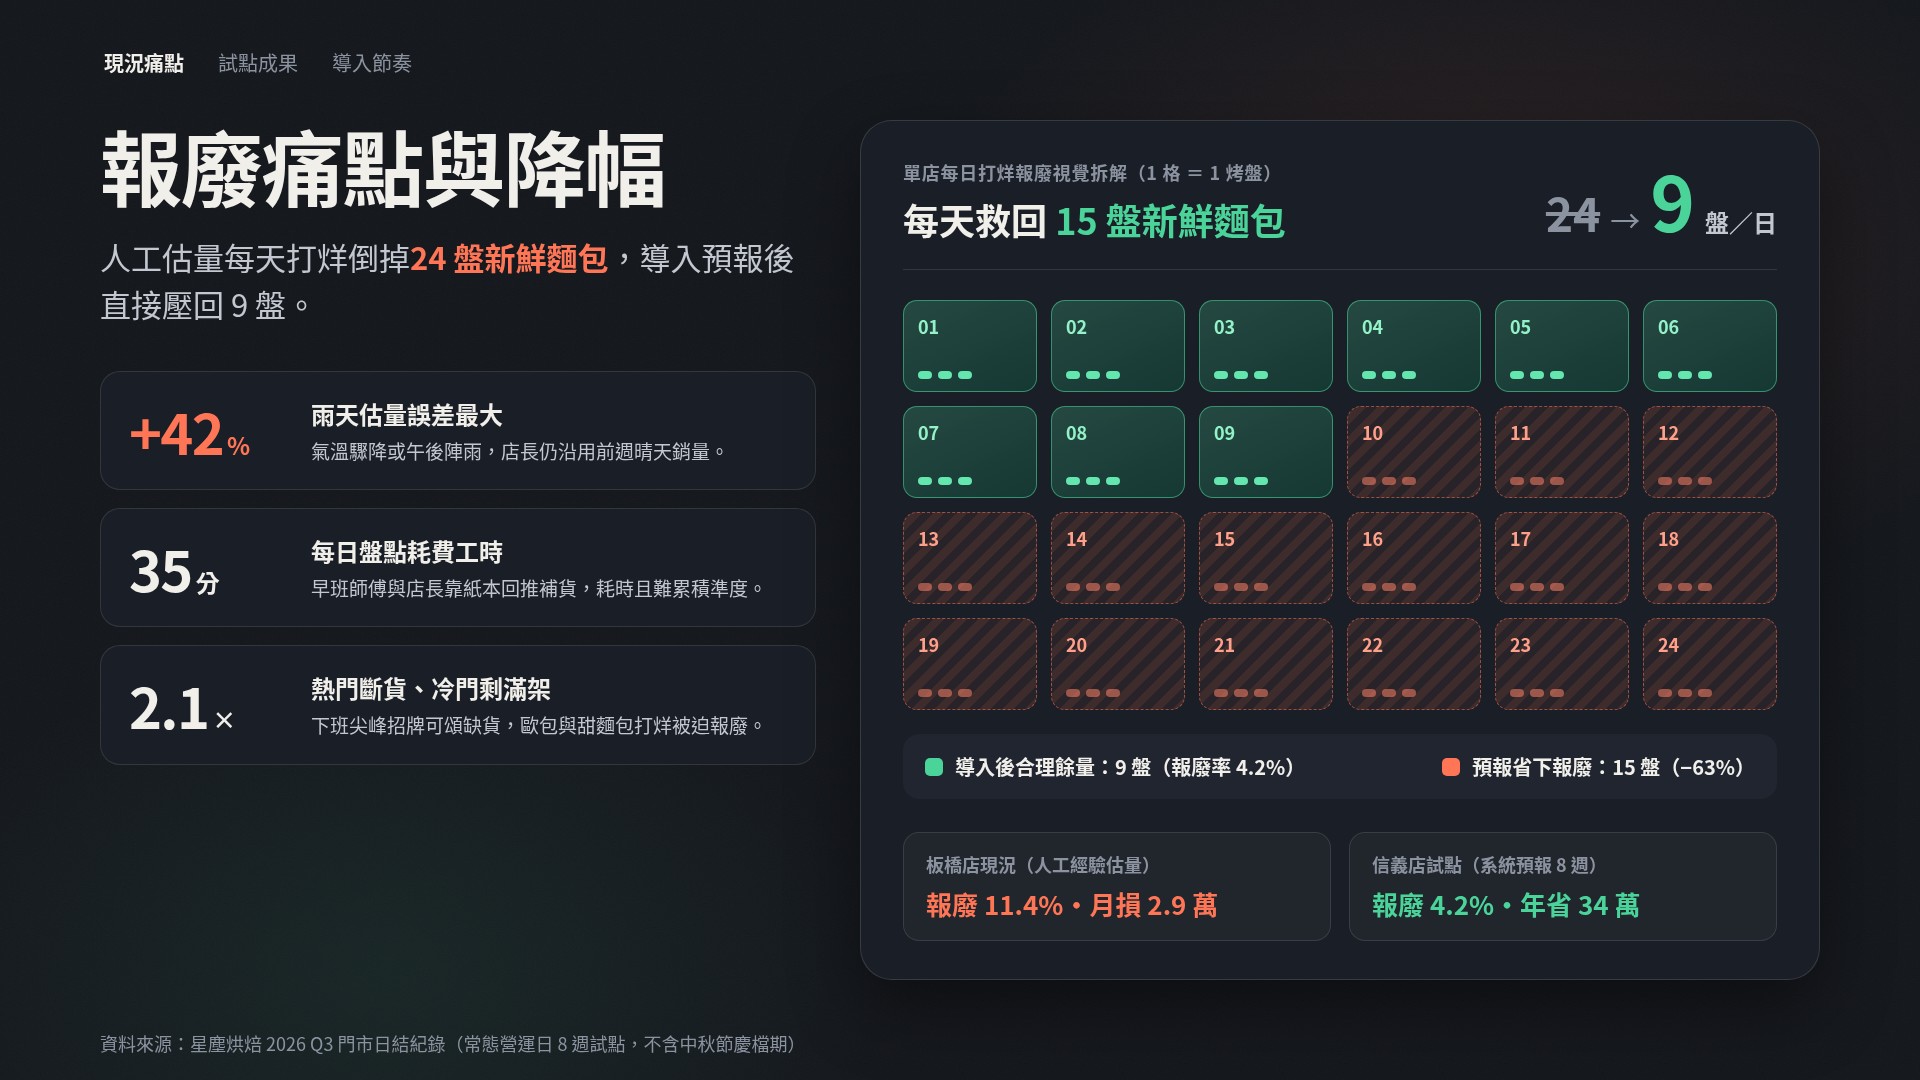 現況痛點 試點成果 導入節奏
報廢痛點與降幅
人工估量每天打烊倒掉24 盤新鮮麵包，導入預報後
直接壓回 9 盤。
+42%
雨天估量誤差最大
氣溫驟降或午後陣雨，店長仍沿用前週晴天銷量。
35分
每日盤點耗費工時
早班師傅與店長靠紙本回推補貨，耗時且難累積準度。
2.1×
熱門斷貨、冷門剩滿架
下班尖峰招牌可頌缺貨，歐包與甜麵包打烊被迫報廢。
資料來源：星塵烘焙 2026 Q3 門市日結紀錄（常態營運日 8 週試點，不含中秋節慶檔期）
單店每日打烊報廢視覺拆解（1 格 ＝ 1 烤盤）
每天救回 15 盤新鮮麵包
24 → 9 盤／日
01 02 03 04 05 06
07 08 09 10 11 12
13 14 15 16 17 18
19 20 21 22 23 24
導入後合理餘量：9 盤（報廢率 4.2%）
預報省下報廢：15 盤（−63%）
板橋店現況（人工經驗估量）
報廢 11.4%・月損 2.9 萬
信義店試點（系統預報 8 週）
報廢 4.2%・年省 34 萬